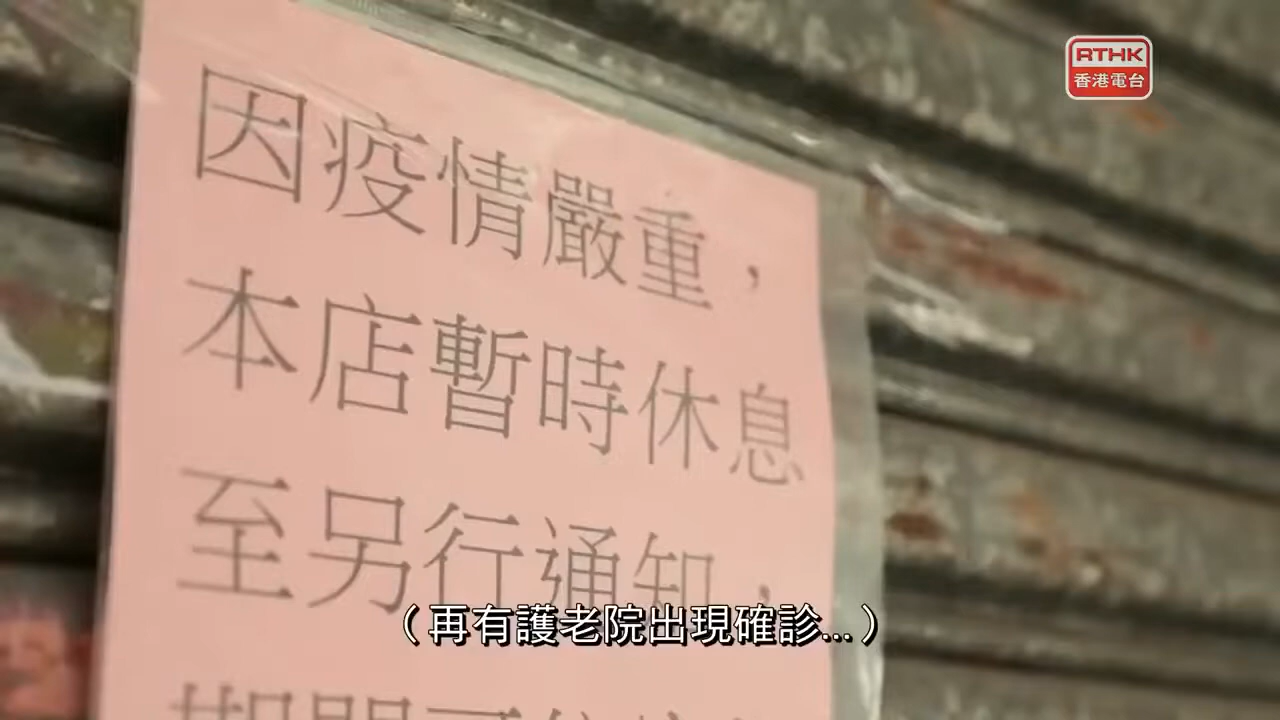 RTHK
香港電台
因疫情嚴重，
本店暫時休息
至另行通知，
（再有護老院出現確診...）